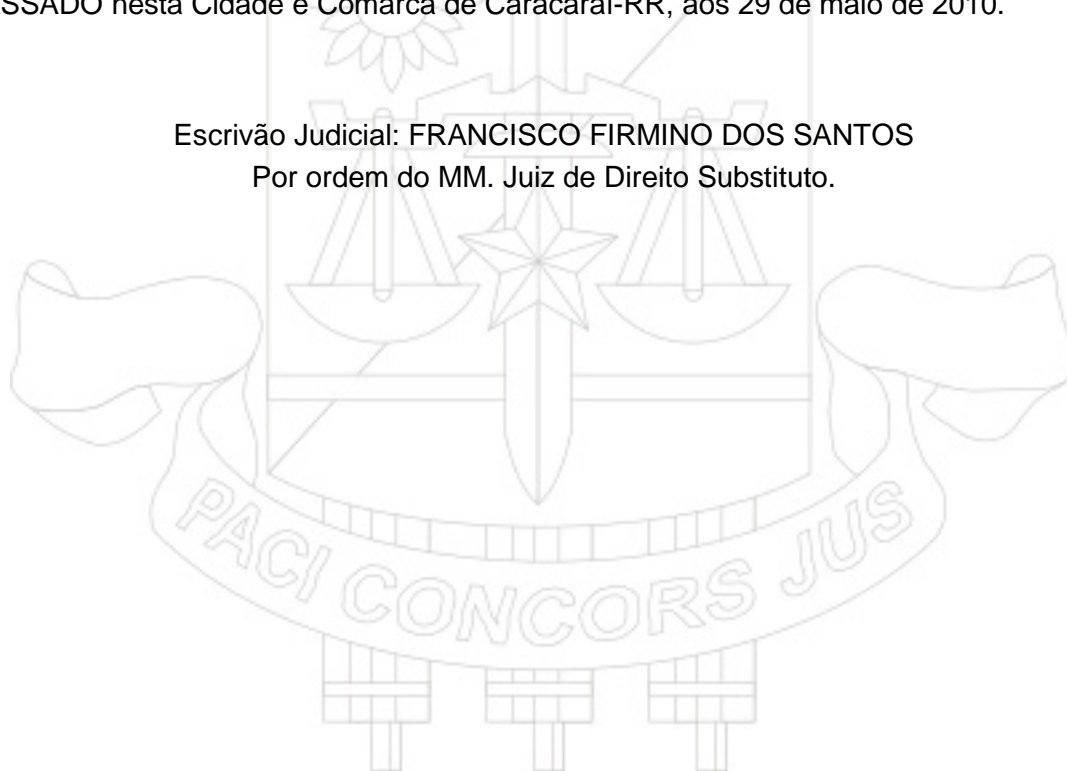 SSADO nesta Cidade e Comarca de Caracaraí-RR, aos 29 de maio de 2010.
Escrivão Judicial: FRANCISCO FIRMINO DOS SANTOS
Por ordem do MM. Juiz de Direito Substituto.
PACI CONCORS JUS